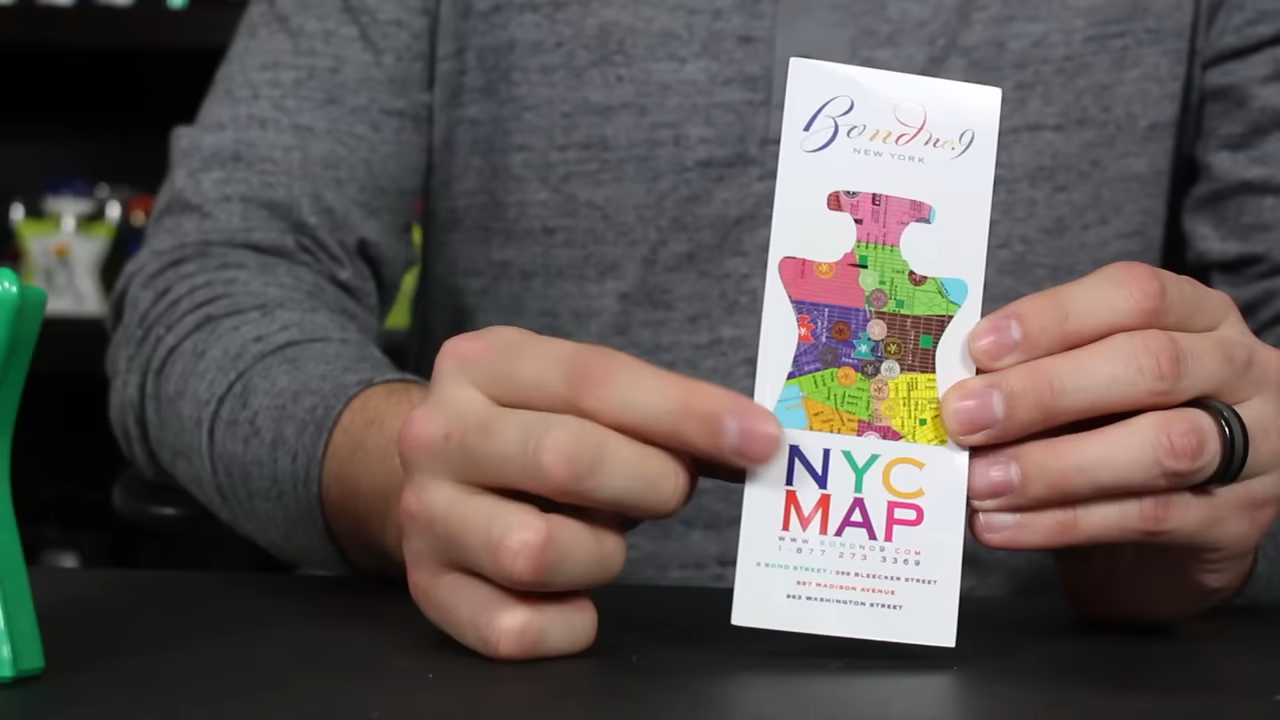 Bond no.9
NEW YORK
NYC
MAP
WWW BONDNO9 COM
1·877 273 3369
9 BOND STREET | 399 BLEECKER STREET
897 MADISON AVENUE
863 WASHINGTON STREET